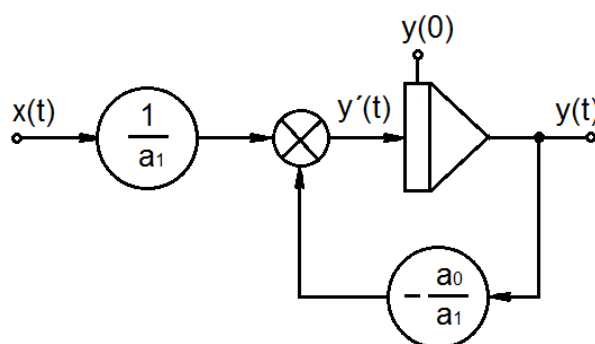 y(0)
x(t)
1
a1
y´(t)
y(t)
- a0
a1